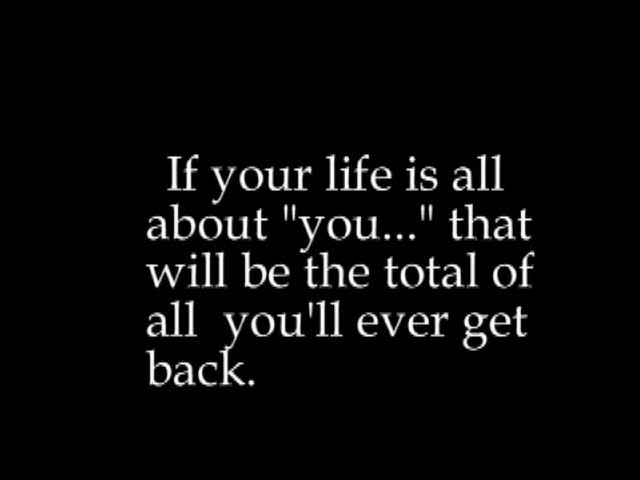 If your life is all
about "you..." that
will be the total of
all  you'll ever get
back.